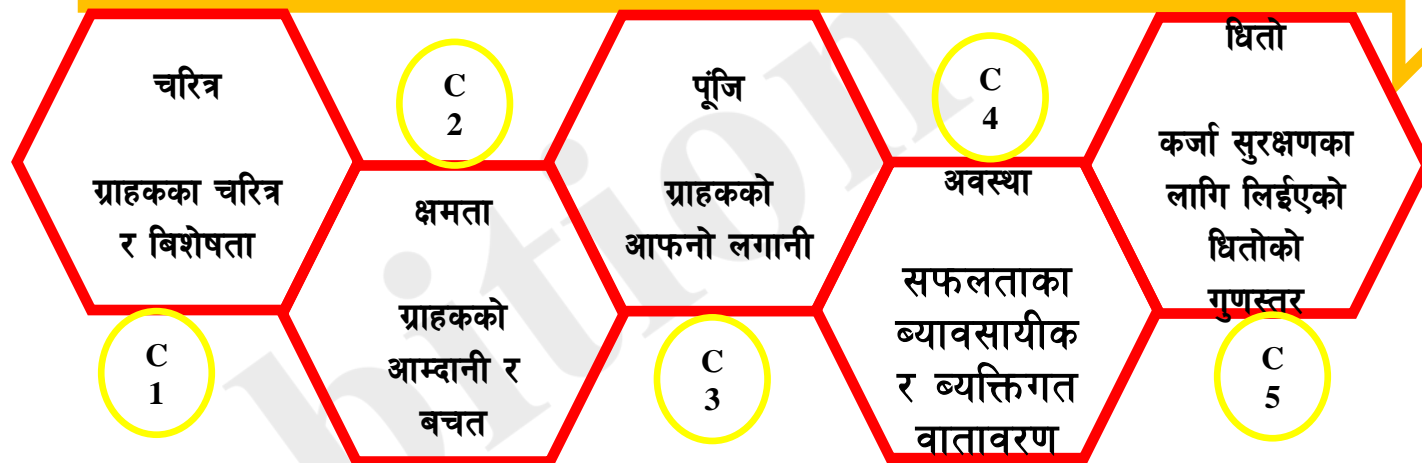 चरित्र
ग्राहकका चरित्र
र बिशेषता
C
1
C
2
क्षमता
ग्राहकको
आम्दानी र
बचत
पूंजि
ग्राहकको
आफनो लगानी
C
3
C
4
अवस्था
सफलताका
ब्यावसायीक
र ब्यक्तिगत
वातावरण
धितो
कर्जा सुरक्षणका
लागि लिईएको
धितोको
गुणस्तर
C
5